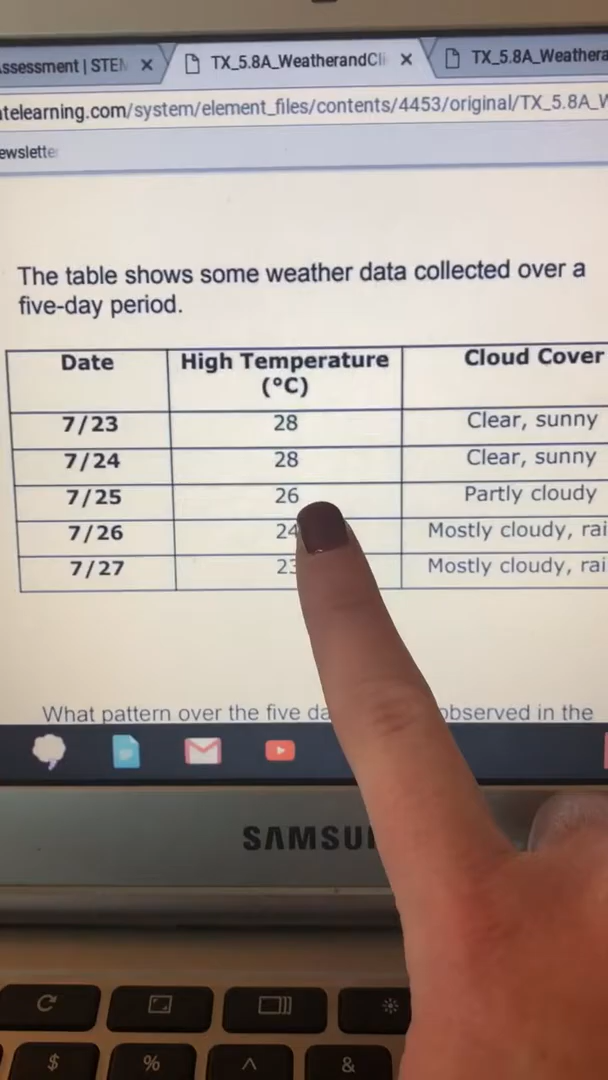 ssessment | STEM
TX_5.8A_WeatherandCli
TX_5.8A_Weathera
telearning.com/system/element_files/contents/4453/original/TX_5.8A_W
ewslette
The table shows some weather data collected over a
five-day period.
Date High Temperature (°C) Cloud Cover
7/23 28 Clear, sunny
7/24 28 Clear, sunny
7/25 26 Partly cloudy
7/26 24 Mostly cloudy, rai
7/27 23 Mostly cloudy, rai
What pattern over the five da observed in the
SAMSU
$ % ^ &